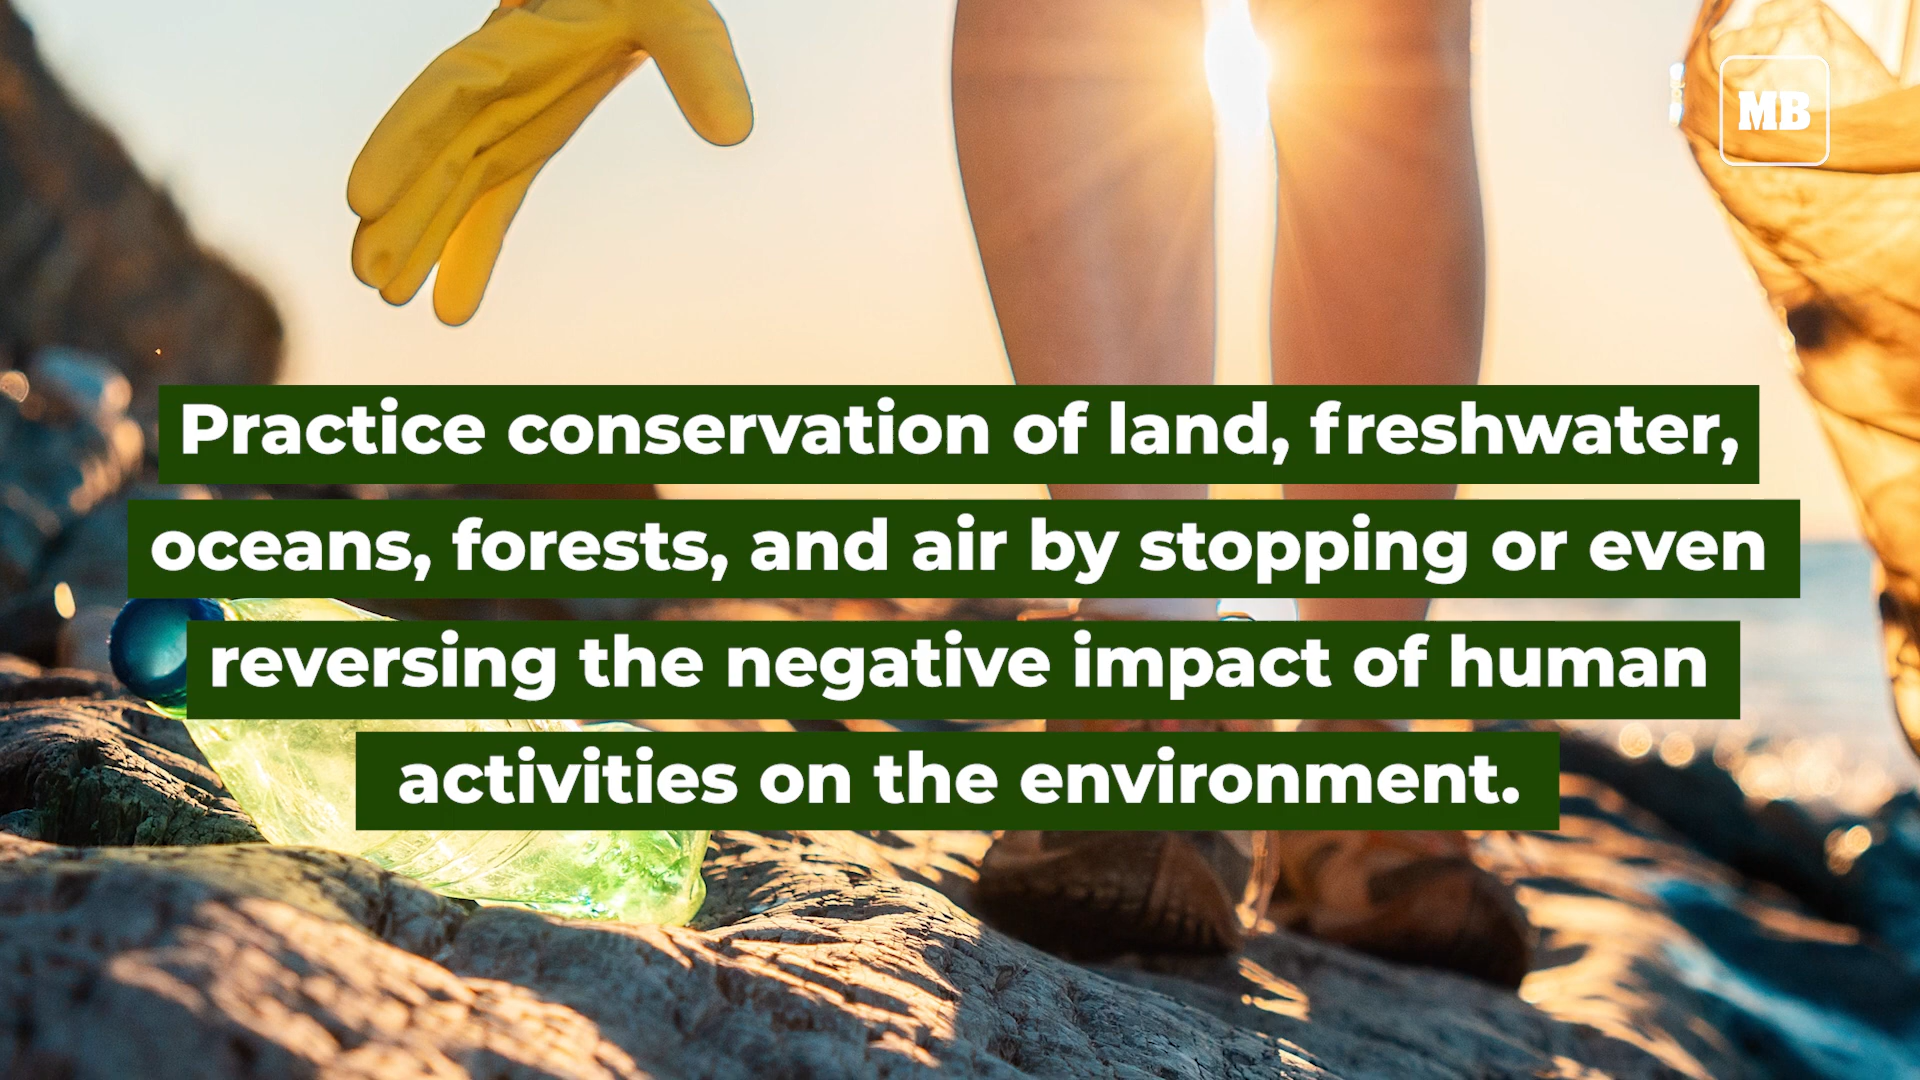 MB
Practice conservation of land, freshwater,
oceans, forests, and air by stopping or even
reversing the negative impact of human
activities on the environment.